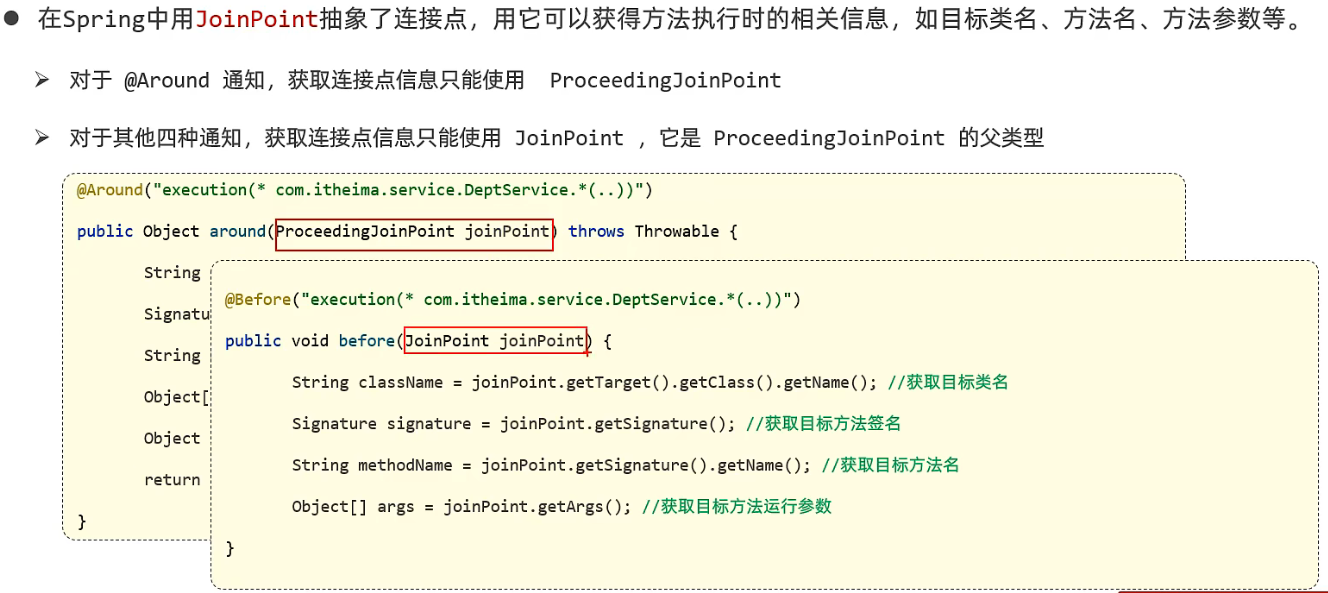 ● 在Spring中用JoinPoint抽象了连接点，用它可以获得方法执行时的相关信息，如目标类名、方法名、方法参数等。
➢ 对于 @Around 通知，获取连接点信息只能使用 ProceedingJoinPoint
➢ 对于其他四种通知，获取连接点信息只能使用 JoinPoint ，它是 ProceedingJoinPoint 的父类型
@Around("execution(* com.itheima.service.DeptService.*(..))")
public Object around(ProceedingJoinPoint joinPoint) throws Throwable {
String
Signatu
String
Object[
Object
return
}
@Before("execution(* com.itheima.service.DeptService.*(..))")
public void before(JoinPoint joinPoint) {
String className = joinPoint.getTarget().getClass().getName(); //获取目标类名
Signature signature = joinPoint.getSignature(); //获取目标方法签名
String methodName = joinPoint.getSignature().getName(); //获取目标方法名
Object[] args = joinPoint.getArgs(); //获取目标方法运行参数
}